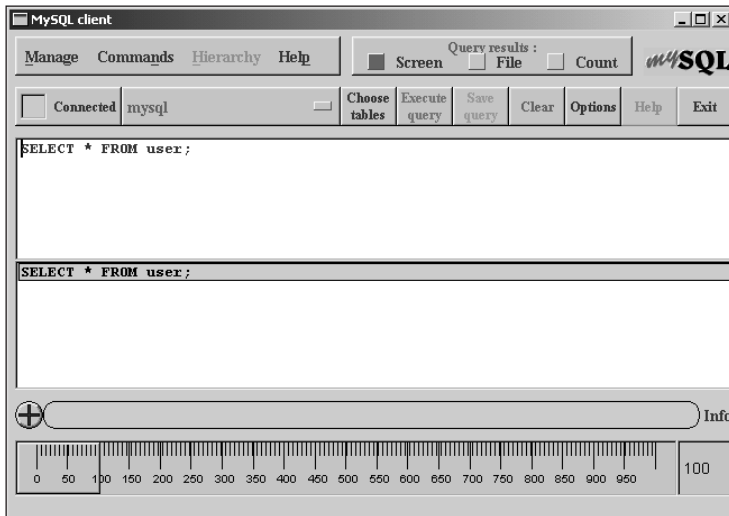 MySQL client
Manage Commands Hierarchy Help
Query results :
Screen File Count
mySQL
Connected mysql
Choose tables
Execute query
Save query
Clear
Options
Help
Exit
SELECT * FROM user;
SELECT * FROM user;
Info
0 50 100 150 200 250 300 350 400 450 500 550 600 650 700 750 800 850 900 950
100